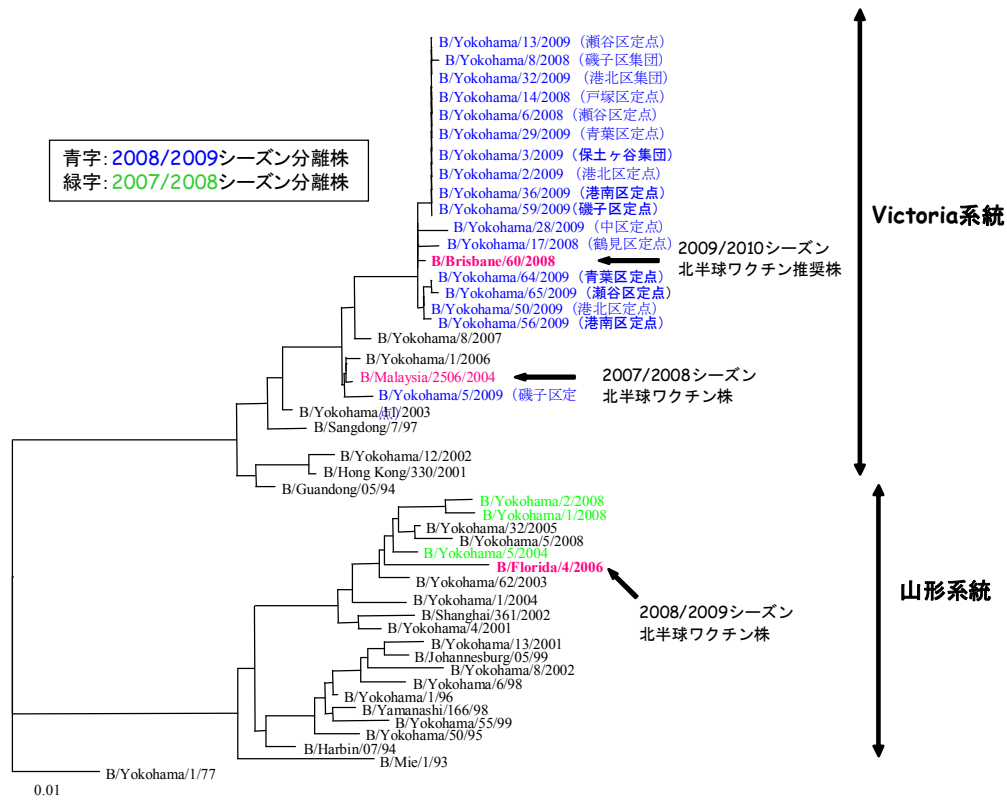 B/Yokohama/13/2009（瀬谷区定点）
B/Yokohama/8/2008（磯子区集団）
B/Yokohama/32/2009（港北区集団）
B/Yokohama/14/2008（戸塚区定点）
B/Yokohama/6/2008（瀬谷区定点）
B/Yokohama/29/2009（青葉区定点）
B/Yokohama/3/2009（保土ヶ谷集団）
B/Yokohama/2/2009（港北区定点）
B/Yokohama/36/2009（港南区定点）
B/Yokohama/59/2009(磯子区定点）
B/Yokohama/28/2009（中区定点）
B/Yokohama/17/2008（鶴見区定点）
B/Brisbane/60/2008
B/Yokohama/64/2009（青葉区定点）
B/Yokohama/65/2009（瀬谷区定点）
B/Yokohama/50/2009（港北区定点）
B/Yokohama/56/2009（港南区定点）
B/Yokohama/8/2007
B/Yokohama/1/2006
B/Malaysia/2506/2004
B/Yokohama/5/2009（磯子区定
点）
B/Yokohama/11/2003
B/Sangdong/7/97
B/Yokohama/12/2002
B/Hong Kong/330/2001
B/Guandong/05/94
B/Yokohama/2/2008
B/Yokohama/1/2008
B/Yokohama/32/2005
B/Yokohama/5/2008
B/Yokohama/5/2004
B/Florida/4/2006
B/Yokohama/62/2003
B/Yokohama/1/2004
B/Shanghai/361/2002
B/Yokohama/4/2001
B/Yokohama/13/2001
B/Johannesburg/05/99
B/Yokohama/8/2002
B/Yokohama/6/98
B/Yokohama/1/96
B/Yamanashi/166/98
B/Yokohama/55/99
B/Yokohama/50/95
B/Harbin/07/94
B/Mie/1/93
B/Yokohama/1/77
0.01
青字：2008/2009シーズン分離株
緑字：2007/2008シーズン分離株
2009/2010シーズン
北半球ワクチン推奨株
2007/2008シーズン
北半球ワクチン株
2008/2009シーズン
北半球ワクチン株
Victoria系統
山形系統